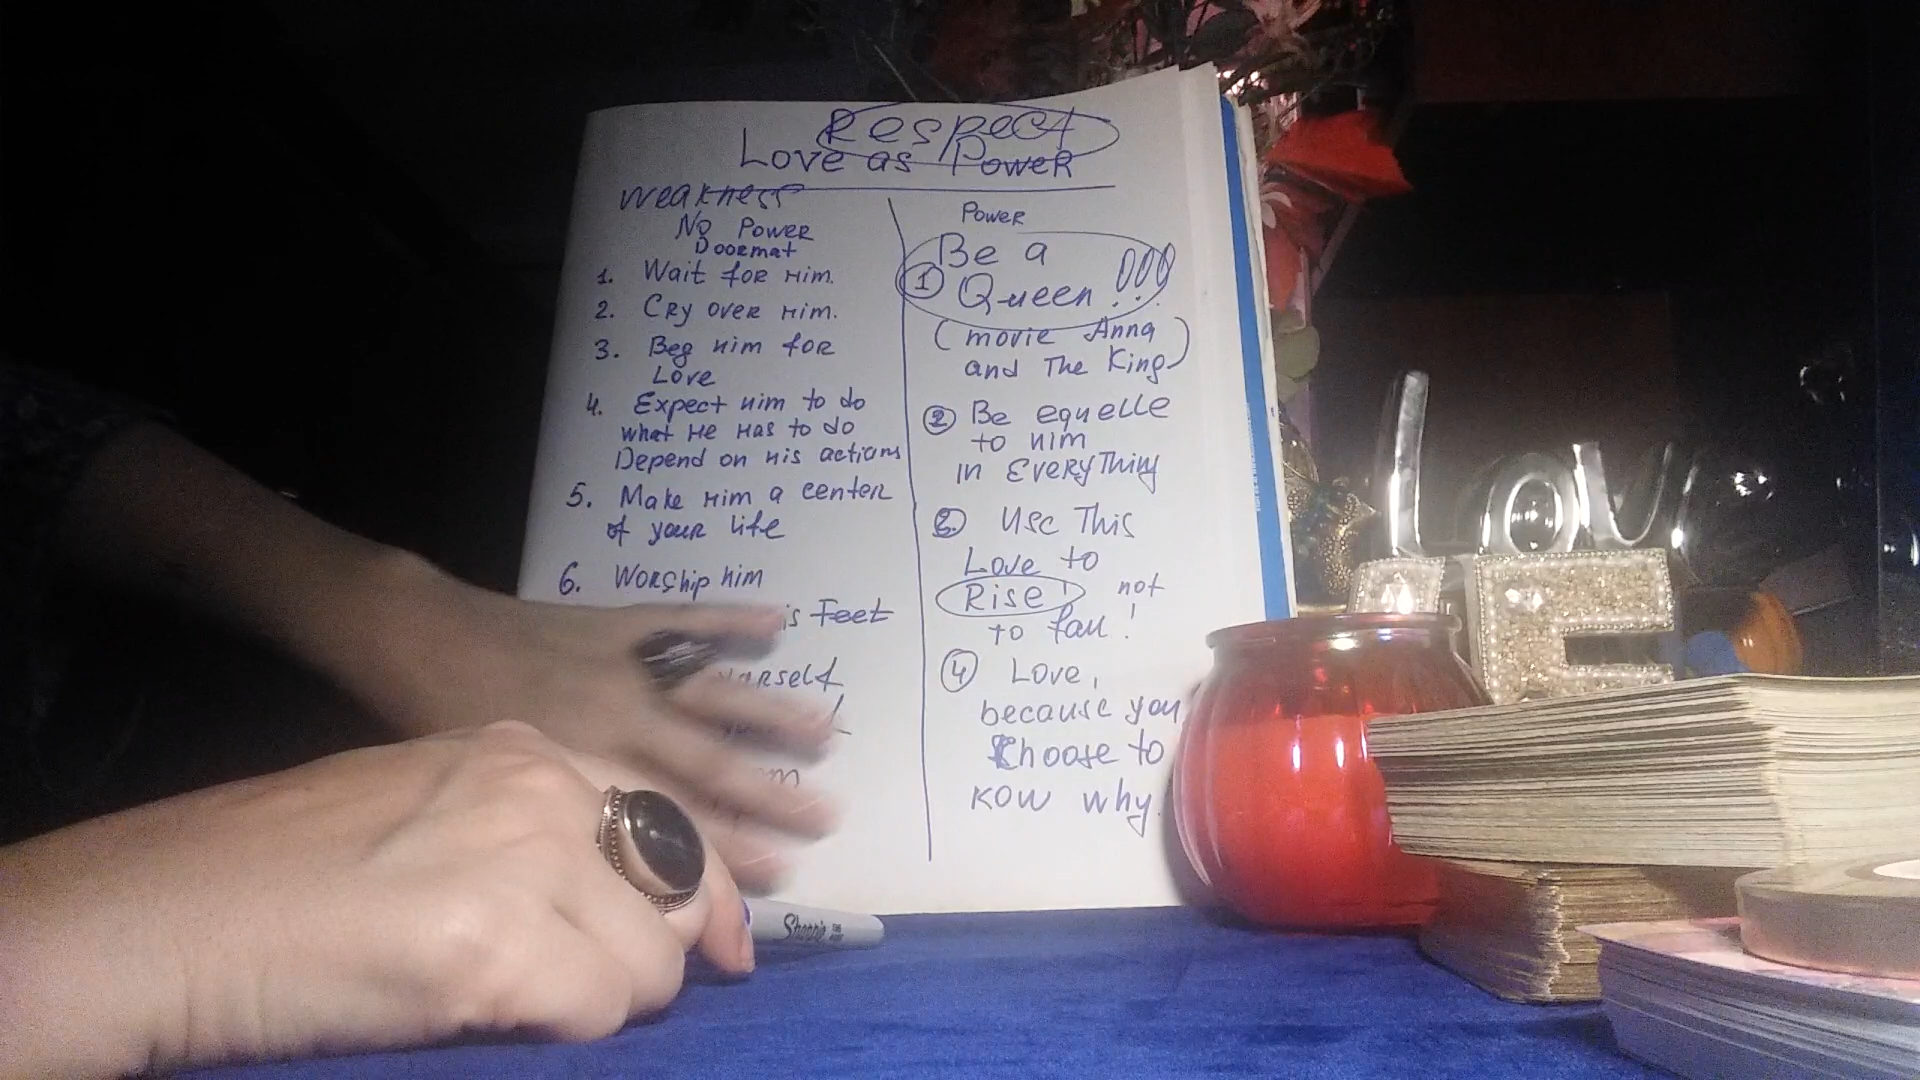 Respect
Love as Power
weakness
No Power
Doormat
1. Wait for Him.
2. Cry over Him.
3. Beg him for
Love
4. Expect him to do
what He Has to do
Depend on his actions
5. Make Him a center
of your life
6. Worship him
is Feet
urself
Power
Be a
1 Queen!!!
(movie Anna
and The King)
2 Be equelle
to him
in Everything
3. Use This
Love to
Rise! not
to fall!
4 Love,
because you
choose to
kow why.
Sharpie
LOV
E